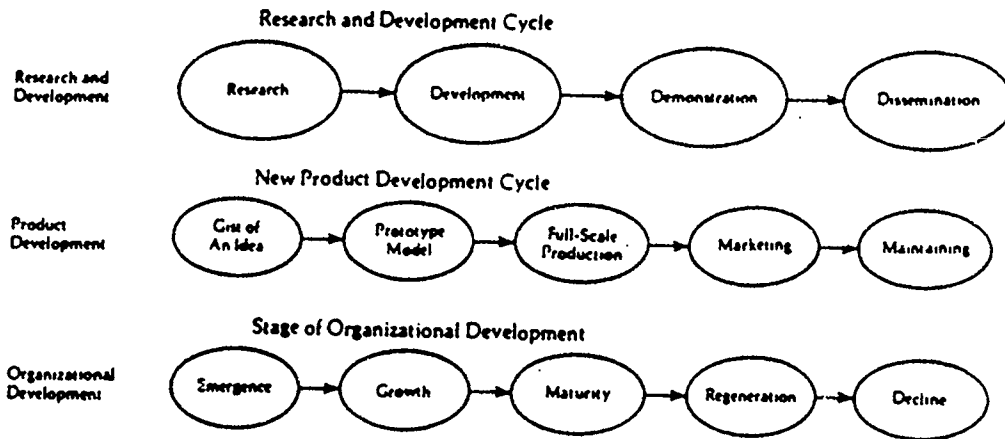 Research and Development Cycle
Research and
Development
Research
Development
Demonstration
Dissemination
New Product Development Cycle
Product
Development
Gist of
An Idea
Prototype
Model
Full-Scale
Production
Marketing
Maintaining
Stage of Organizational Development
Organizational
Development
Emergence
Growth
Maturity
Regeneration
Decline